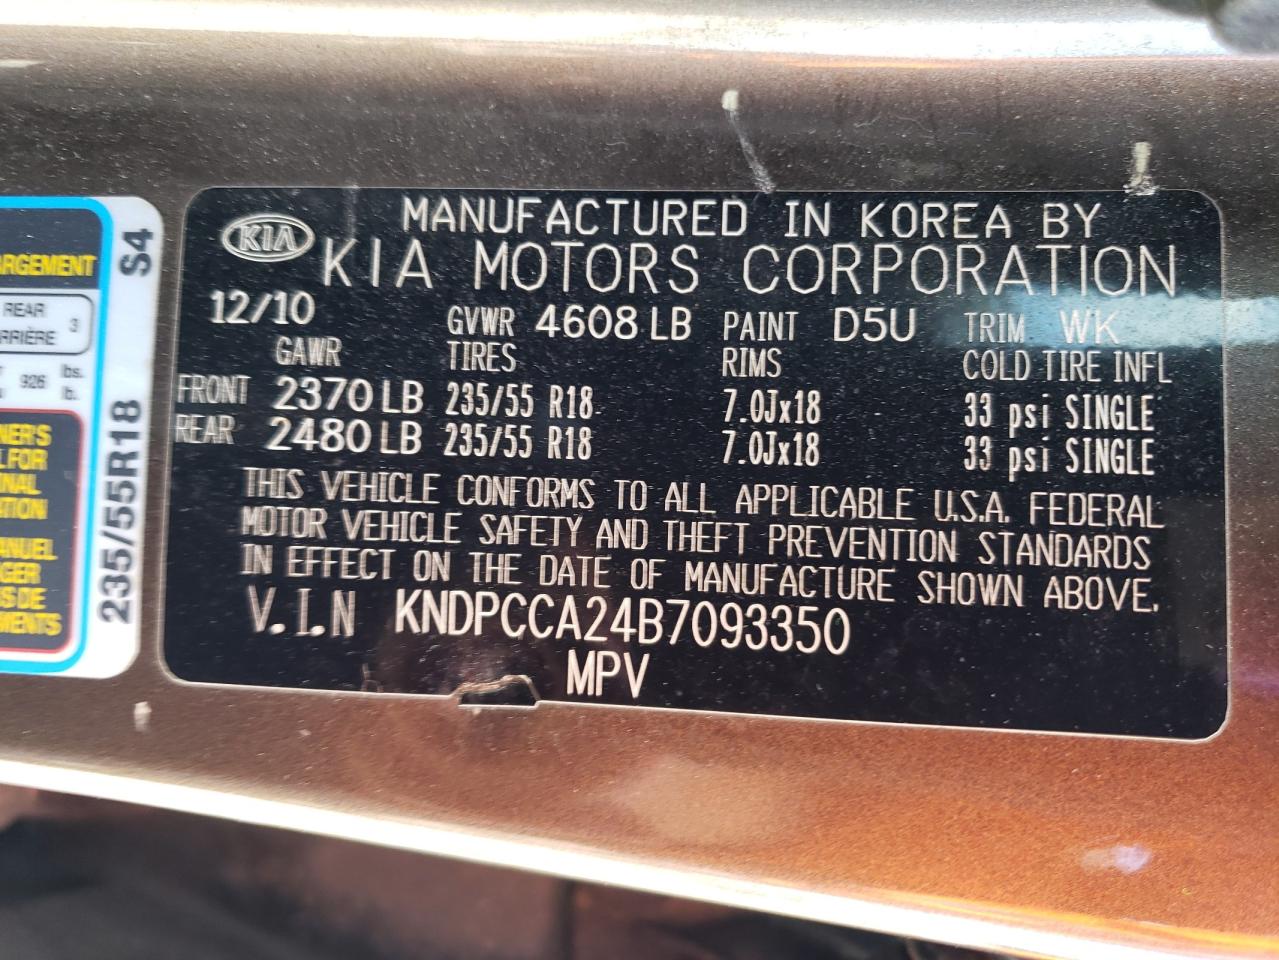 ARGEMENT
REAR
3
926 lbs.
235/55R18 S4
KIA
MANUFACTURED IN KOREA BY
KIA MOTORS CORPORATION
12/10 GVWR 4608 LB PAINT D5U TRIM WK
GAWR TIRES RIMS COLD TIRE INFL
FRONT 2370 LB 235/55 R18 7.0Jx18 33 psi SINGLE
REAR 2480 LB 235/55 R18 7.0Jx18 33 psi SINGLE
THIS VEHICLE CONFORMS TO ALL APPLICABLE U.S.A. FEDERAL
MOTOR VEHICLE SAFETY AND THEFT PREVENTION STANDARDS
IN EFFECT ON THE DATE OF MANUFACTURE SHOWN ABOVE.
V.I.N KNDPCCA24B7093350
MPV